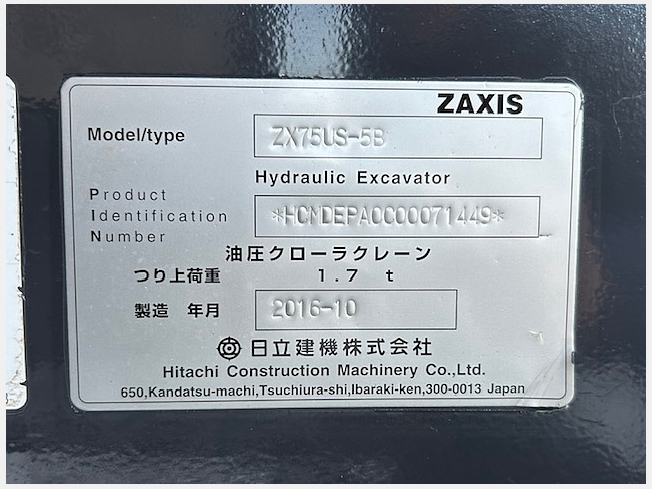 ZAXIS
Model/type ZX75US-5B
Hydraulic Excavator
Product
Identification *HCMDEPA0C00071449*
Number
油圧クローラクレーン
つり上荷重 1.7 t
製造 年月 2016-10
日立建機株式会社
Hitachi Construction Machinery Co.,Ltd.
650,Kandatsu-machi,Tsuchiura-shi,Ibaraki-ken,300-0013 Japan